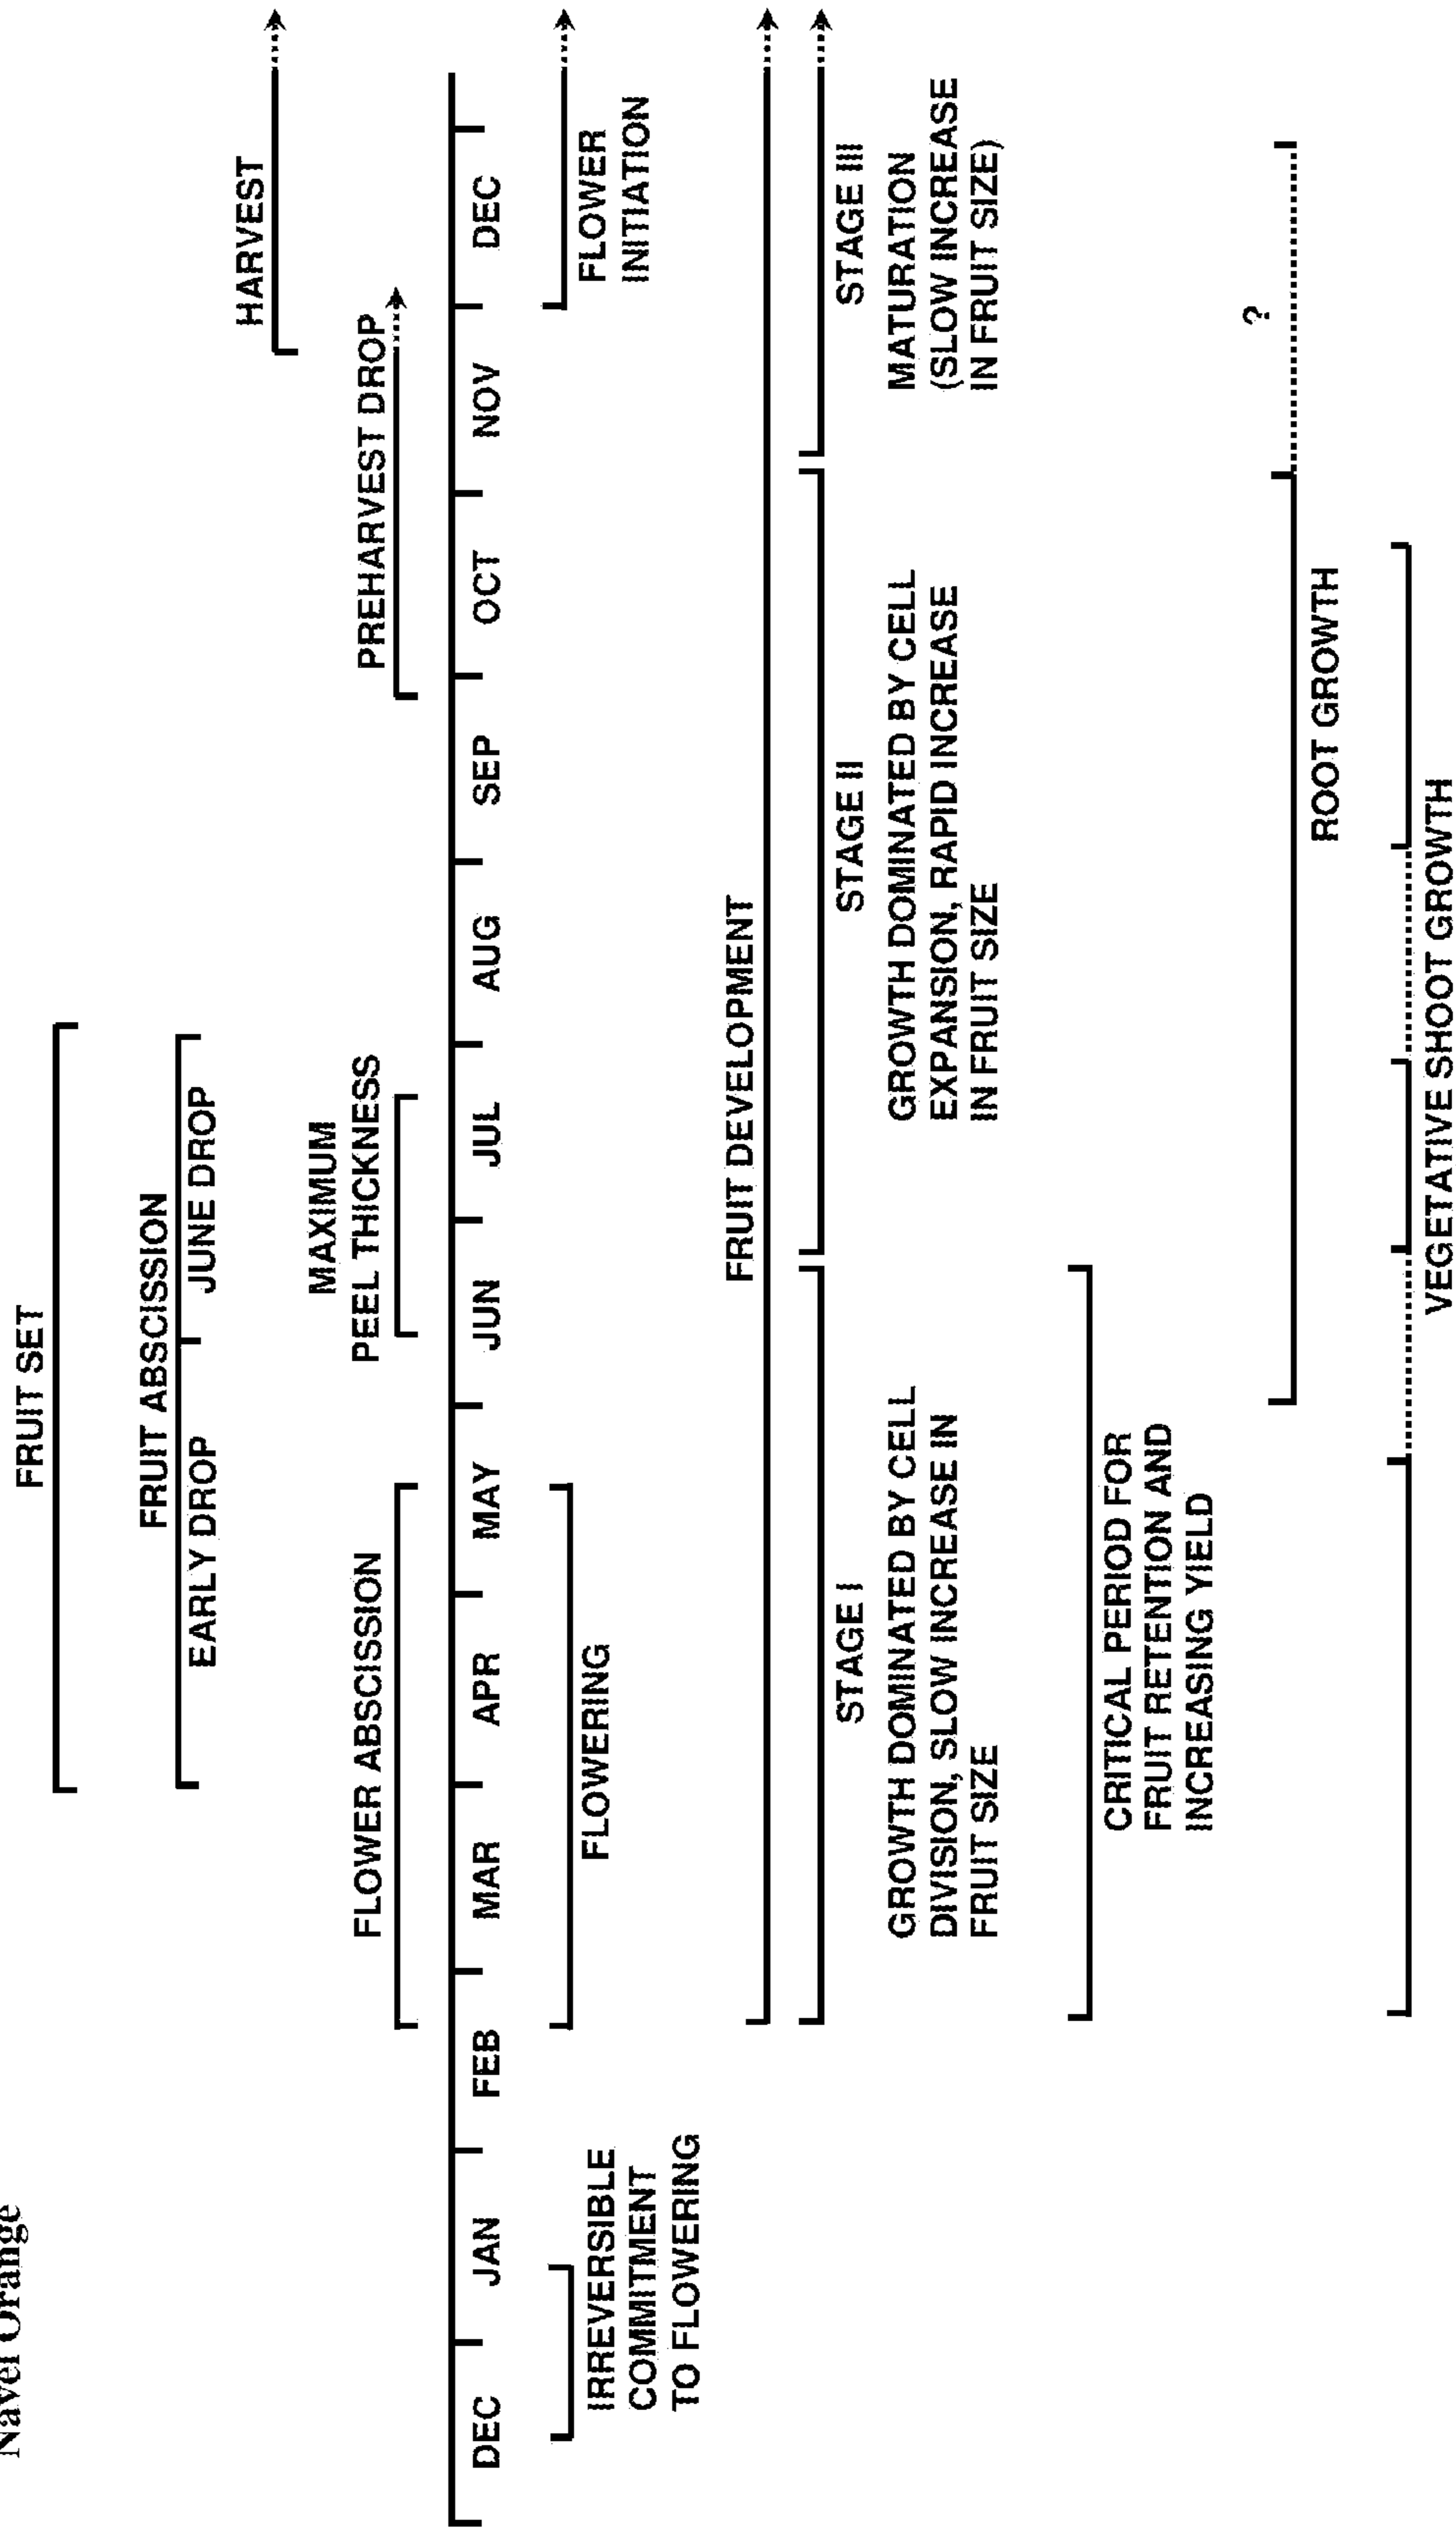 Navel Orange
FRUIT SET
FRUIT ABSCISSION
EARLY DROP
JUNE DROP
HARVEST
MAXIMUM
PEEL THICKNESS
FLOWER ABSCISSION
PREHARVEST DROP
DEC
JAN
FEB
MAR
APR
MAY
JUN
JUL
AUG
SEP
OCT
NOV
DEC
IRREVERSIBLE
COMMITMENT
TO FLOWERING
FLOWERING
FLOWER
INITIATION
FRUIT DEVELOPMENT
STAGE I
GROWTH DOMINATED BY CELL
DIVISION, SLOW INCREASE IN
FRUIT SIZE
STAGE II
GROWTH DOMINATED BY CELL
EXPANSION, RAPID INCREASE
IN FRUIT SIZE
STAGE III
MATURATION
(SLOW INCREASE
IN FRUIT SIZE)
CRITICAL PERIOD FOR
FRUIT RETENTION AND
INCREASING YIELD
?
ROOT GROWTH
VEGETATIVE SHOOT GROWTH